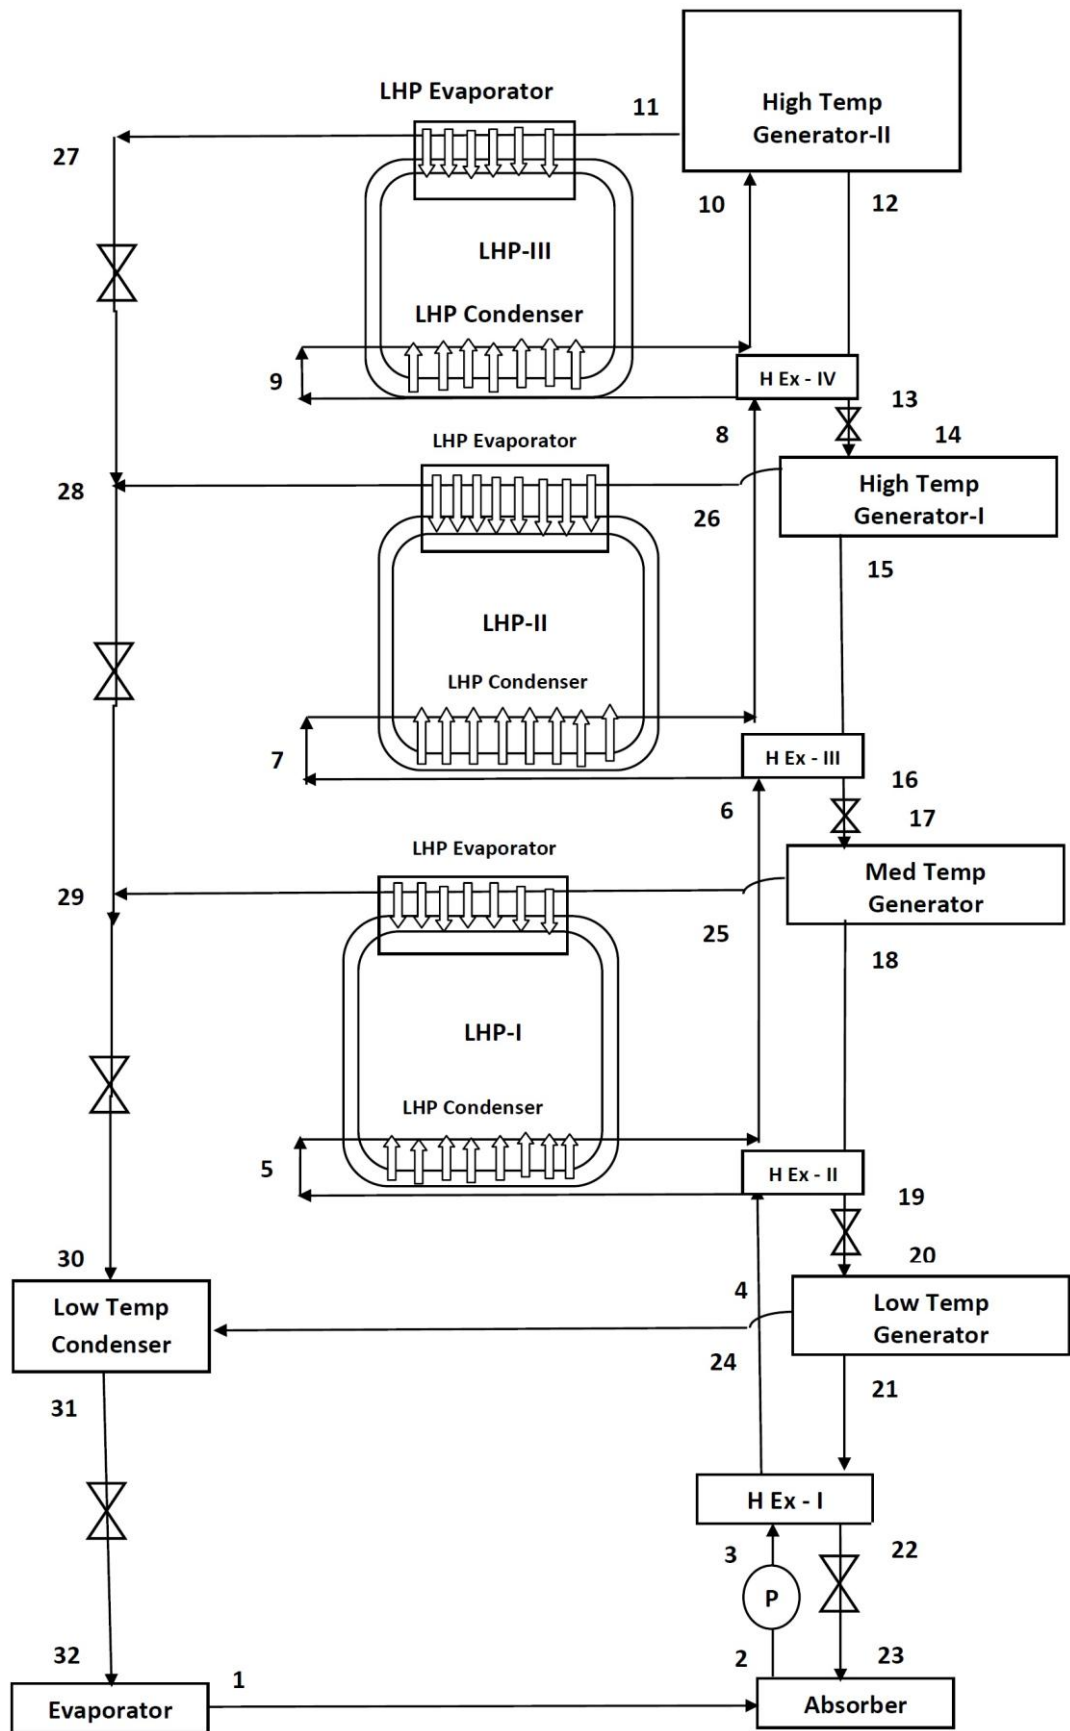 High Temp
Generator-II
LHP Evaporator
11
27
10
12
LHP-III
LHP Condenser
9
H Ex - IV
13
8
14
LHP Evaporator
28
26
High Temp
Generator-I
15
LHP-II
LHP Condenser
7
H Ex - III
16
6
17
LHP Evaporator
29
25
Med Temp
Generator
18
LHP-I
LHP Condenser
5
H Ex - II
19
30
20
Low Temp
Condenser
4
Low Temp
Generator
24
21
31
H Ex - I
3
22
P
32
1
2
23
Evaporator
Absorber